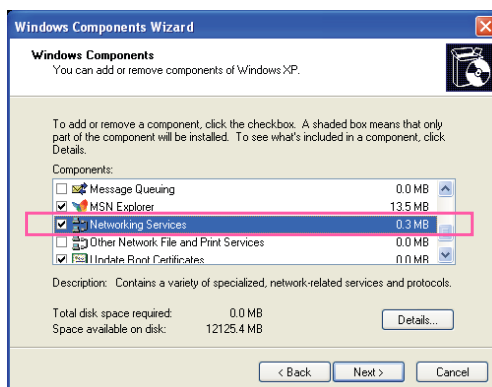 Windows Components Wizard
Windows Components
You can add or remove components of Windows XP.
To add or remove a component, click the checkbox. A shaded box means that only
part of the component will be installed. To see what's included in a component, click
Details.
Components:
Message Queuing 0.0 MB
MSN Explorer 13.5 MB
Networking Services 0.3 MB
Other Network File and Print Services 0.0 MB
Update Root Certificates 0.0 MB
Description: Contains a variety of specialized, network-related services and protocols.
Total disk space required: 0.0 MB
Space available on disk: 12125.4 MB
Details...
< Back Next > Cancel